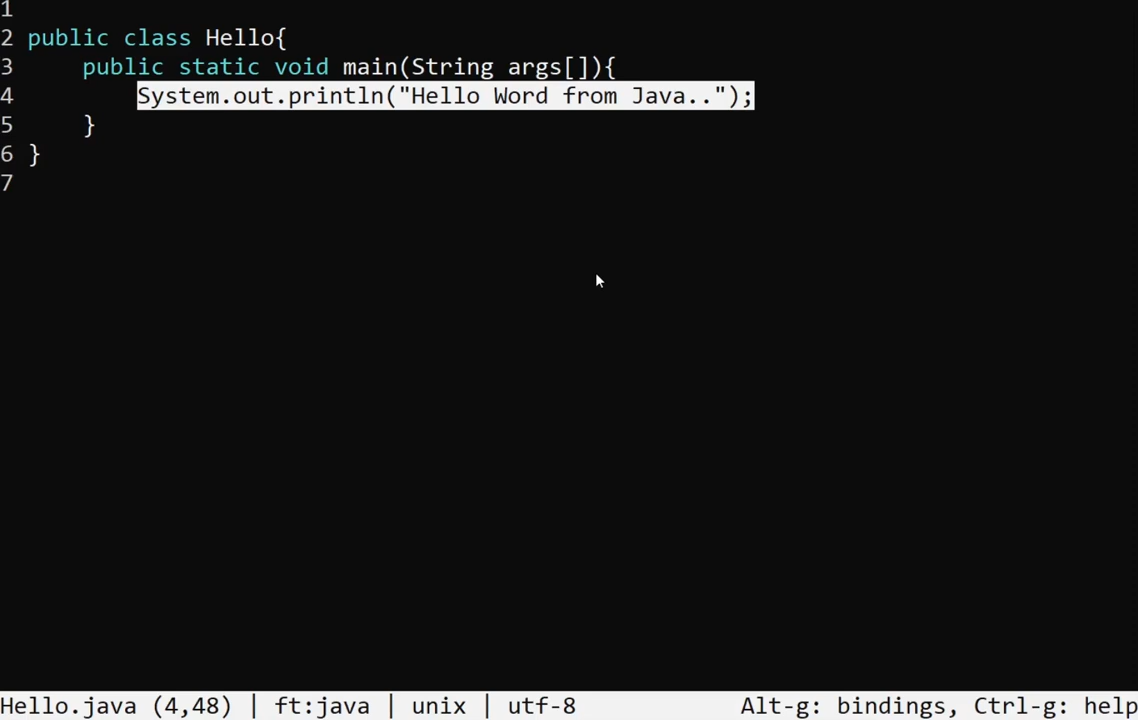 1
2 public class Hello{
3     public static void main(String args[]){
4         System.out.println("Hello Word from Java..");
5     }
6 }
7
Hello.java (4,48) | ft:java | unix | utf-8 Alt-g: bindings, Ctrl-g: help